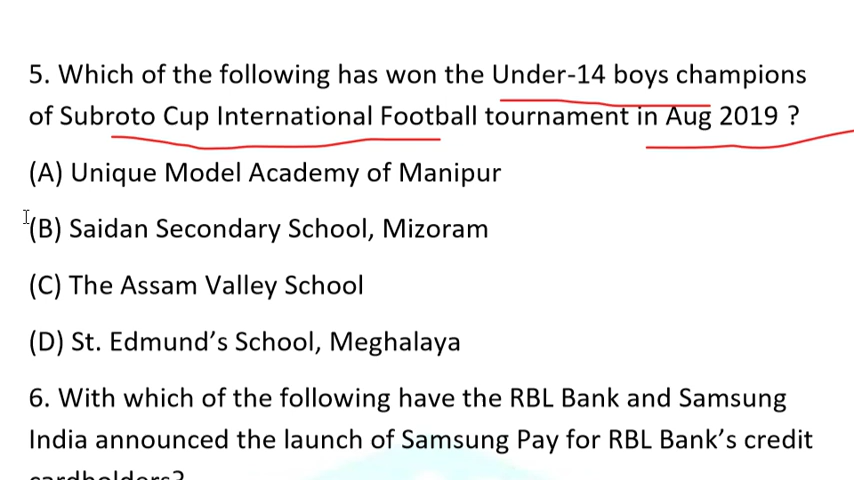 5. Which of the following has won the Under-14 boys champions
of Subroto Cup International Football tournament in Aug 2019 ?
(A) Unique Model Academy of Manipur
(B) Saidan Secondary School, Mizoram
(C) The Assam Valley School
(D) St. Edmund’s School, Meghalaya
6. With which of the following have the RBL Bank and Samsung
India announced the launch of Samsung Pay for RBL Bank’s credit
cardholders?